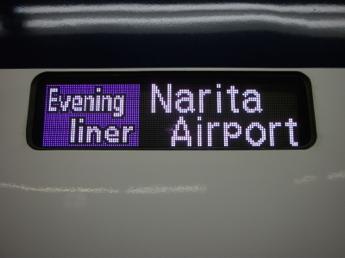 Evening
liner
Narita
Airport